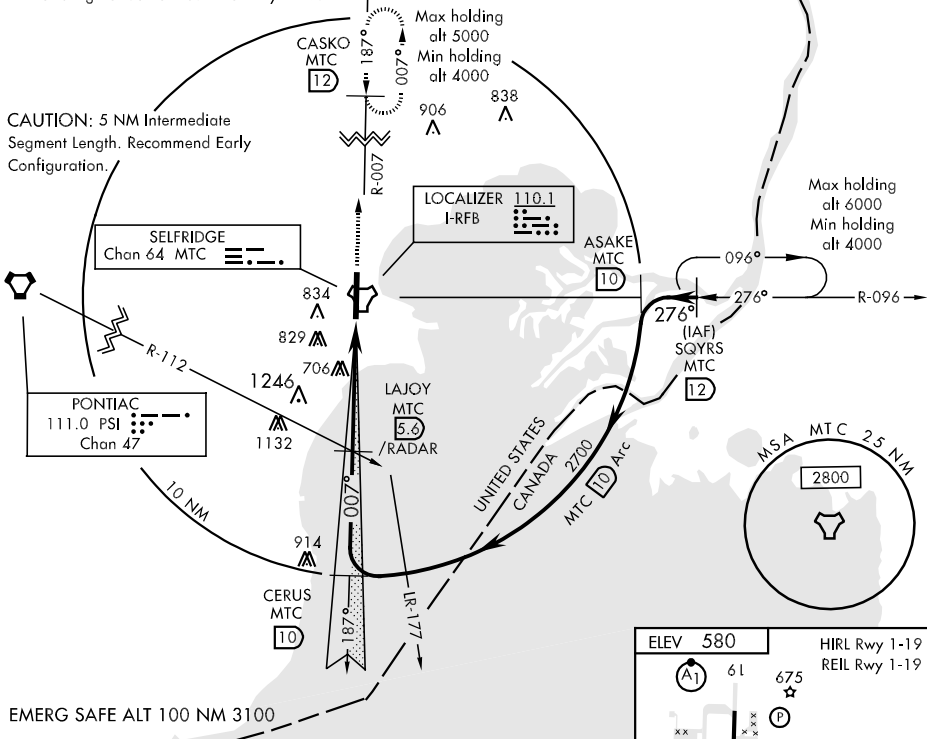 Max holding
alt 5000
Min holding
alt 4000
CASKO
MTC
12
187°
007°
906
838
CAUTION: 5 NM Intermediate
Segment Length. Recommend Early
Configuration.
R-007
LOCALIZER 110.1
I-RFB
SELFRIDGE
Chan 64 MTC
ASAKE
MTC
10
Max holding
alt 6000
Min holding
alt 4000
096°
276°
R-096
276°
(IAF)
SQYRS
MTC
12
834
829
706
R-112
1246
1132
LAJOY
MTC
5.6
/RADAR
PONTIAC
111.0 PSI
Chan 47
UNITED STATES
CANADA
2700
MTC 10 Arc
MSA MTC 25 NM
2800
10 NM
007°
914
CERUS
MTC
10
187°
LR-177
ELEV 580
HIRL Rwy 1-19
REIL Rwy 1-19
A1
19
675
P
x x
x x
x x
x x
EMERG SAFE ALT 100 NM 3100